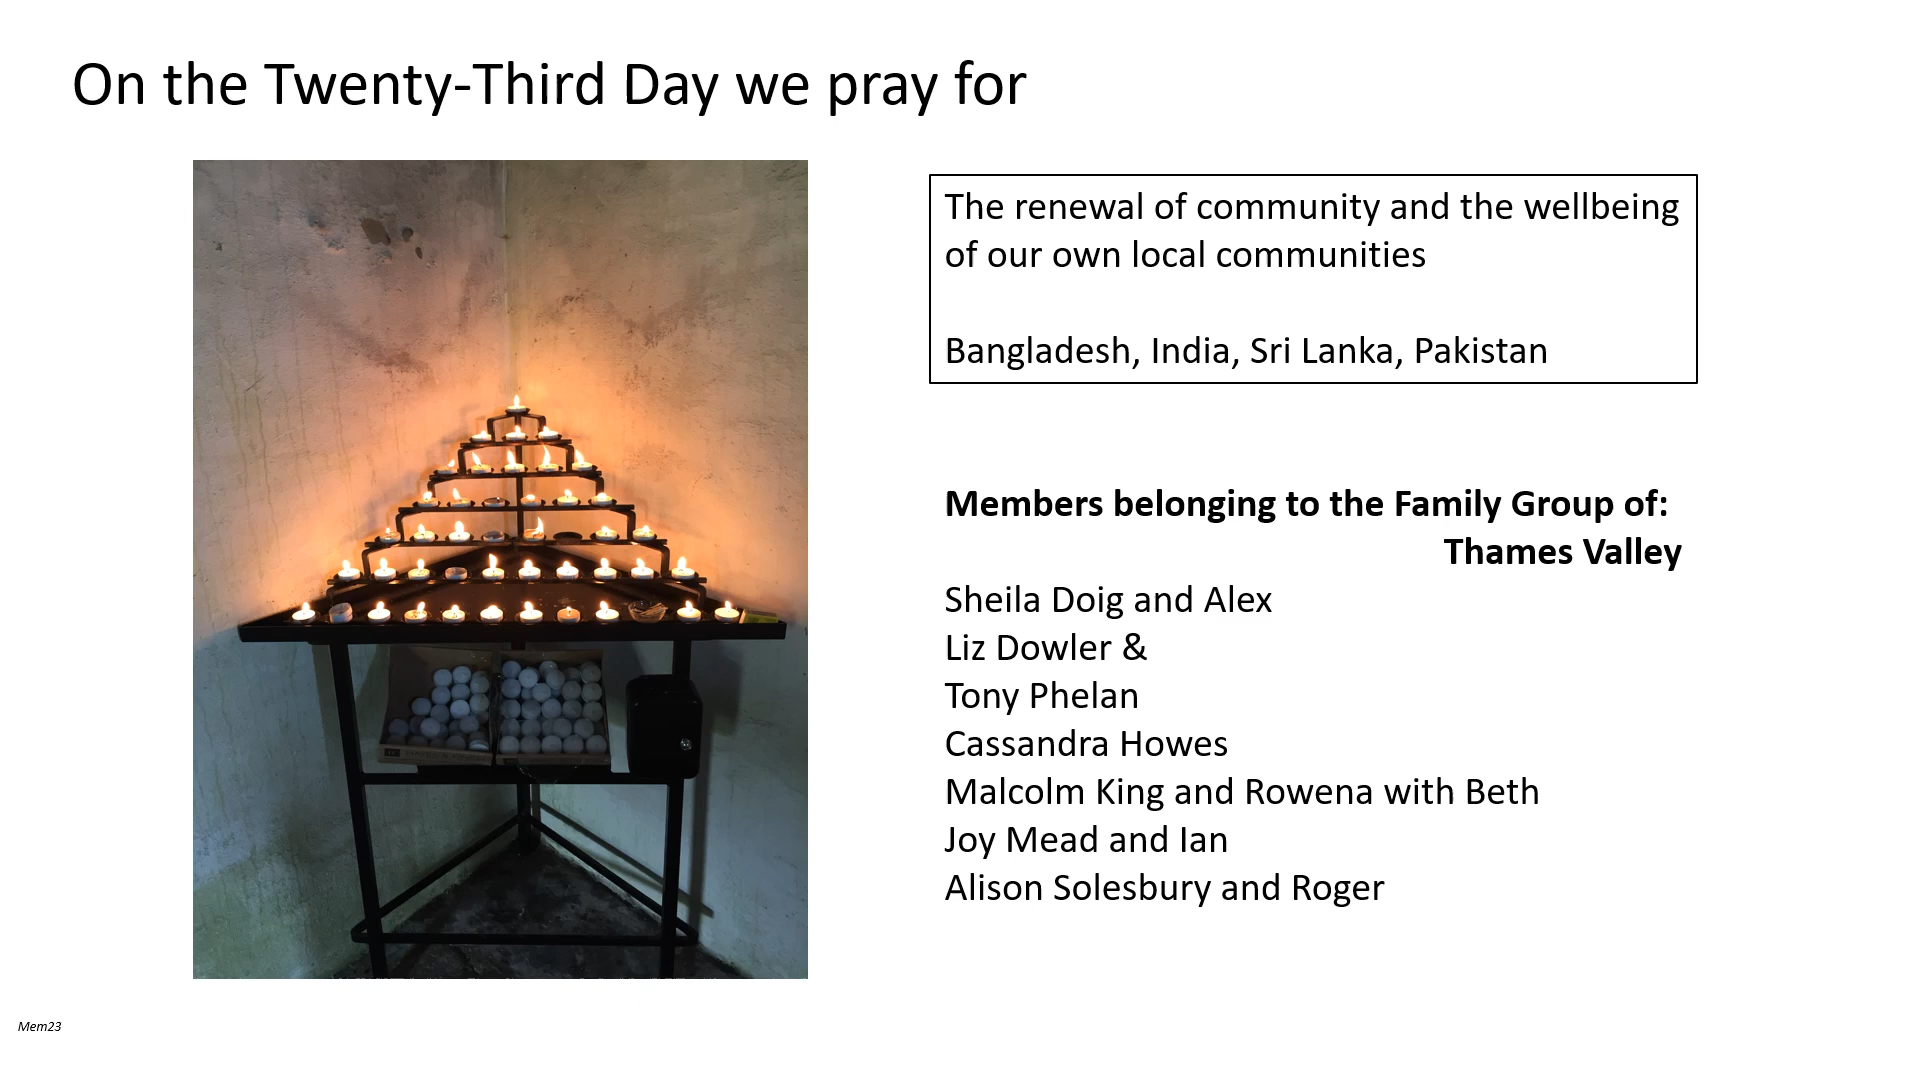 On the Twenty-Third Day we pray for
The renewal of community and the wellbeing
of our own local communities
Bangladesh, India, Sri Lanka, Pakistan
Members belonging to the Family Group of:
Thames Valley
Sheila Doig and Alex
Liz Dowler &
Tony Phelan
Cassandra Howes
Malcolm King and Rowena with Beth
Joy Mead and Ian
Alison Solesbury and Roger
Mem23